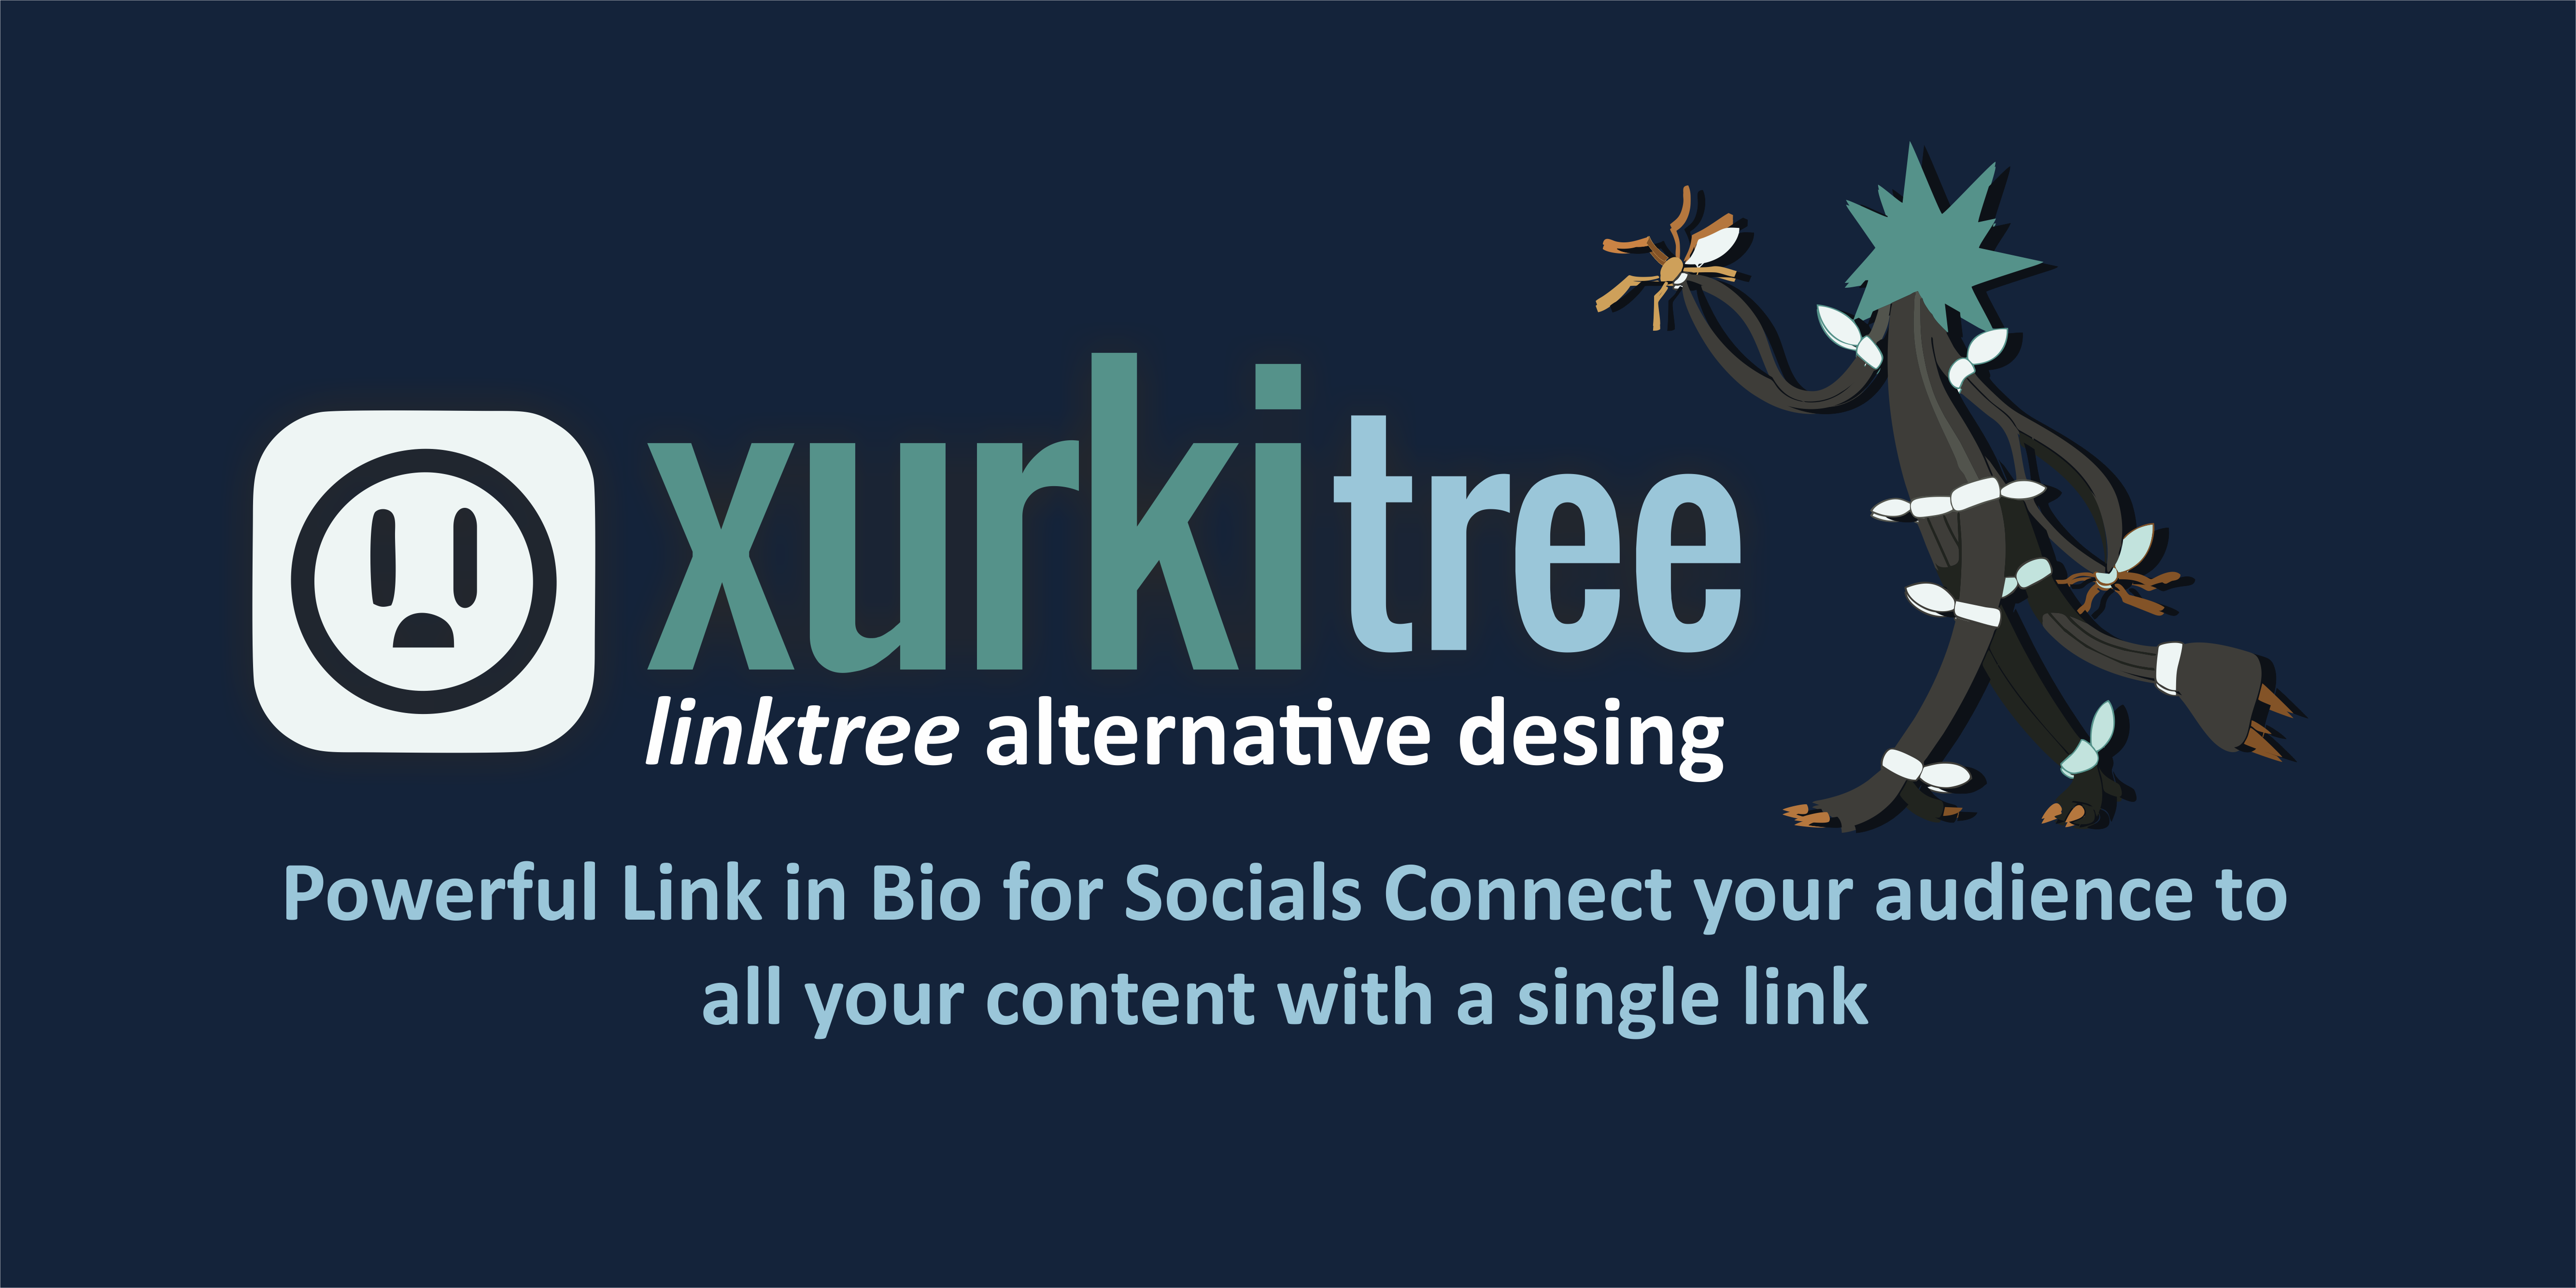 xurkitree
linktree alternative desing
Powerful Link in Bio for Socials Connect your audience to
all your content with a single link